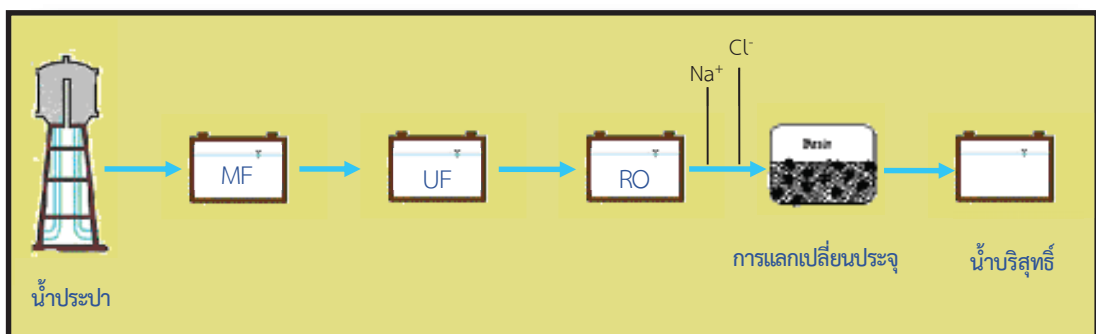 Cl⁻
Na⁺
MF
UF
RO
Resin
การแลกเปลี่ยนประจุ
น้ำบริสุทธิ์
น้ำประปา